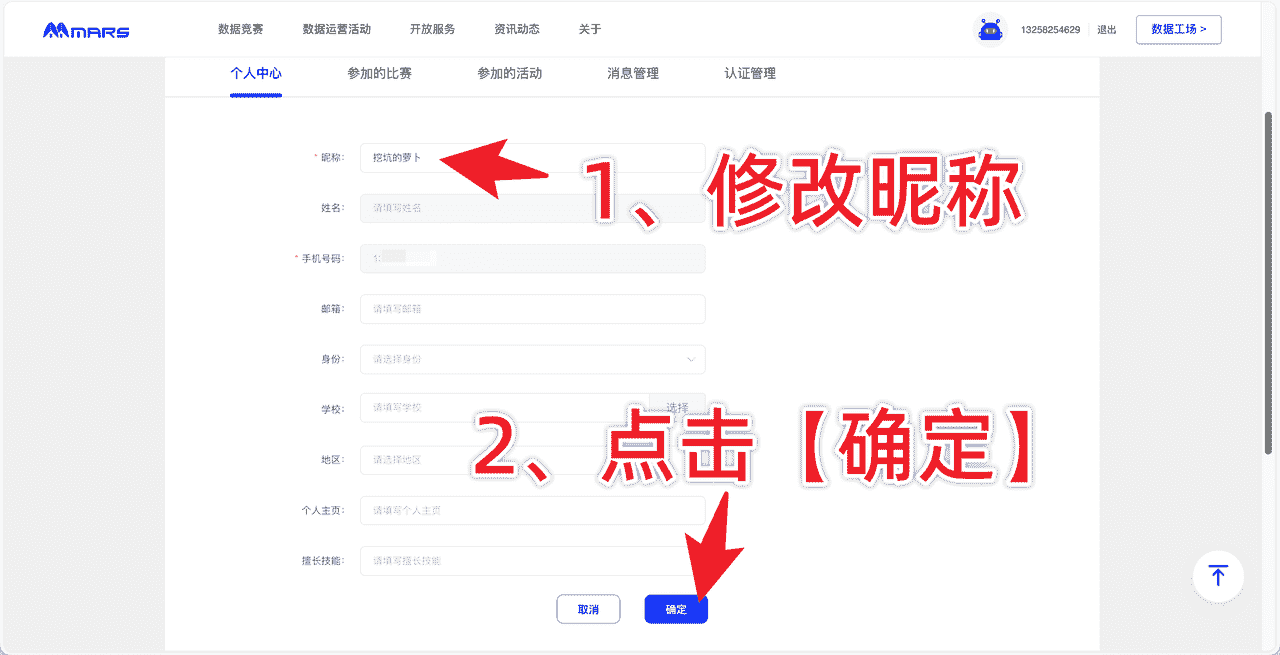 MARS 数据竞赛 数据运营活动 开放服务 资讯动态 关于 13258254629 退出 数据工场 >
个人中心 参加的比赛 参加的活动 消息管理 认证管理
* 昵称: 挖坑的萝卜
1、修改昵称
姓名: 请填写姓名
* 手机号码:
邮箱: 请填写邮箱
身份: 请选择身份
学校: 请填写学校 选择
2、点击【确定】
地区: 请选择地区
个人主页: 请填写个人主页
擅长技能: 请填写擅长技能
取消 确定